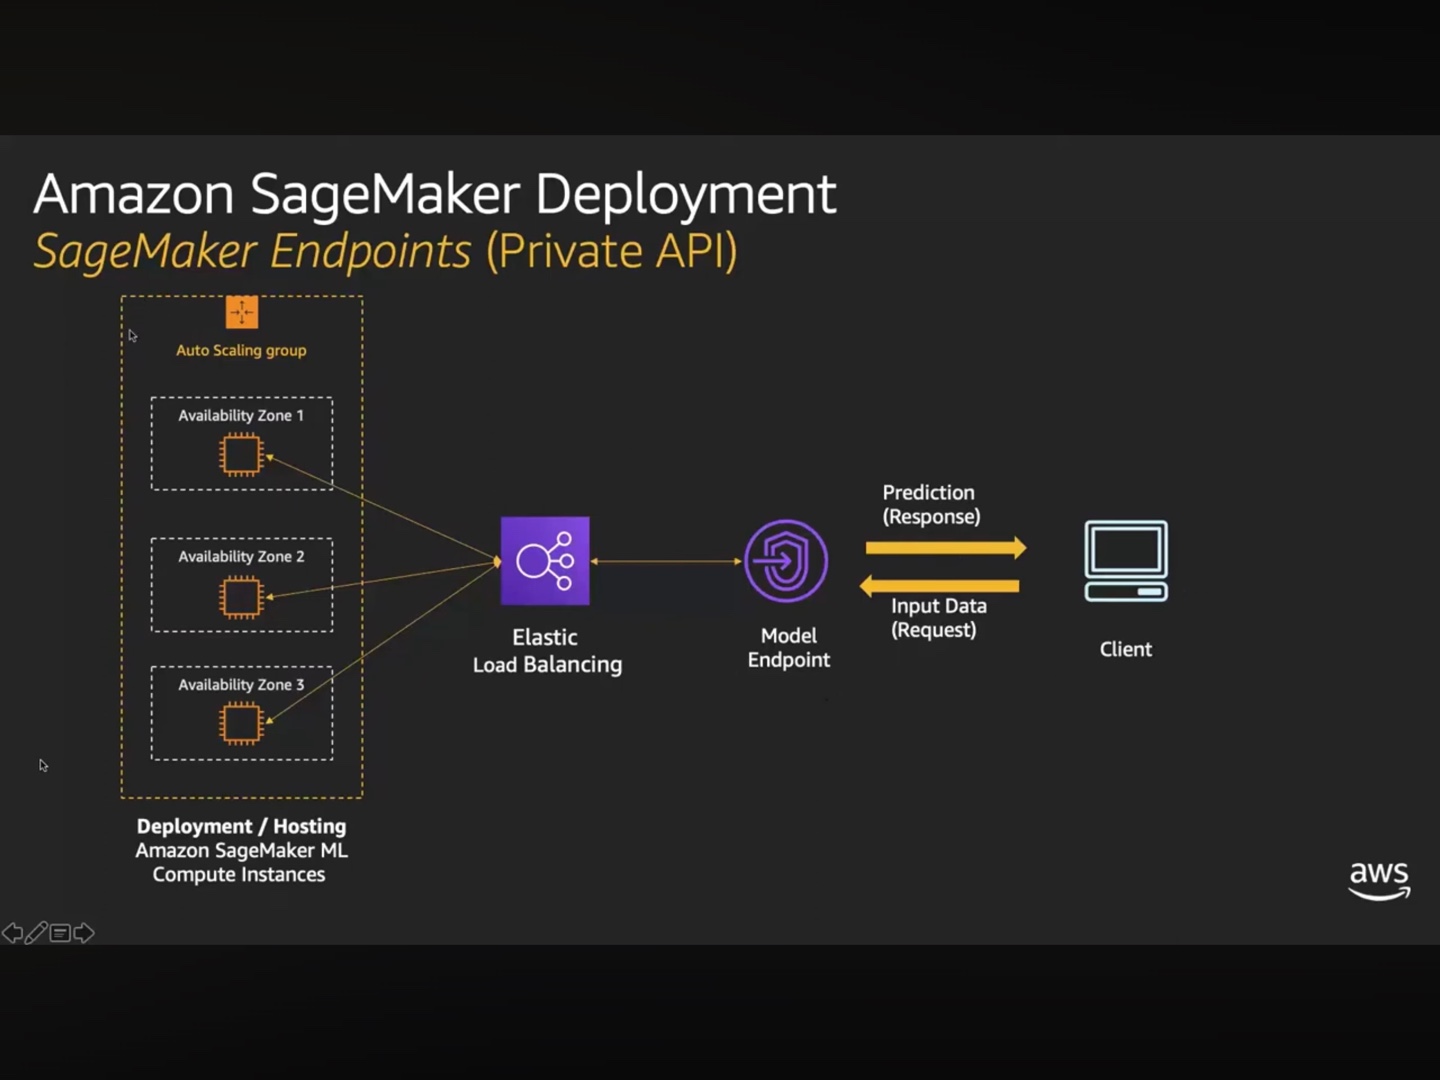 Amazon SageMaker Deployment
SageMaker Endpoints (Private API)
Auto Scaling group
Availability Zone 1
Availability Zone 2
Availability Zone 3
Deployment / Hosting
Amazon SageMaker ML
Compute Instances
Elastic
Load Balancing
Model
Endpoint
Prediction
(Response)
Input Data
(Request)
Client
aws